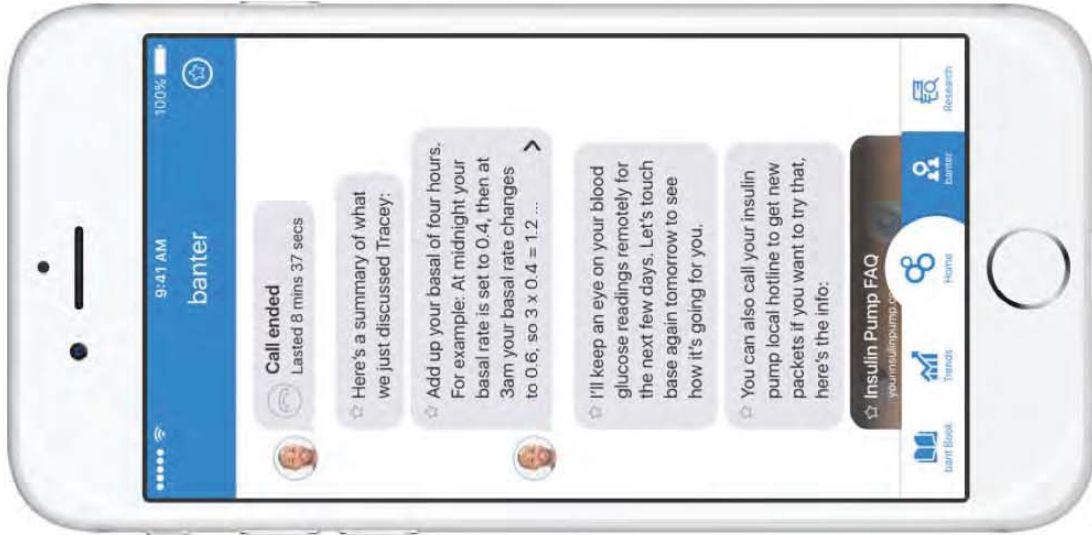 9:41 AM
100%
banter
Call ended
Lasted 8 mins 37 secs
Here's a summary of what
we just discussed Tracey:
Add up your basal of four hours.
For example: At midnight your
basal rate is set to 0.4, then at
3am your basal rate changes
to 0.6, so 3 x 0.4 = 1.2 ...
I'll keep an eye on your blood
glucose readings remotely for
the next few days. Let's touch
base again tomorrow to see
how it's going for you.
You can also call your insulin
pump local hotline to get new
packets if you want to try that,
here's the info:
Insulin Pump FAQ
yourinsulinpump.co
bant Book
Trends
Home
banter
Research